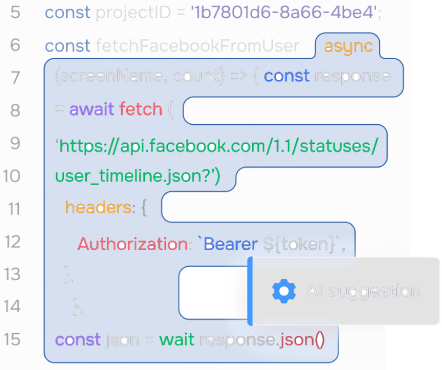 5 const projectID = '1b7801d6-8a66-4be4';
6 const fetchFacebookFromUser async
7 (screenName, count) => { const response
8 = await fetch (
9 'https://api.facebook.com/1.1/statuses/
10 user_timeline.json?')
11 headers: {
12 Authorization: `Bearer ${token}`,
13 },
AI suggestion
14 };
15 const json = wait response.json()